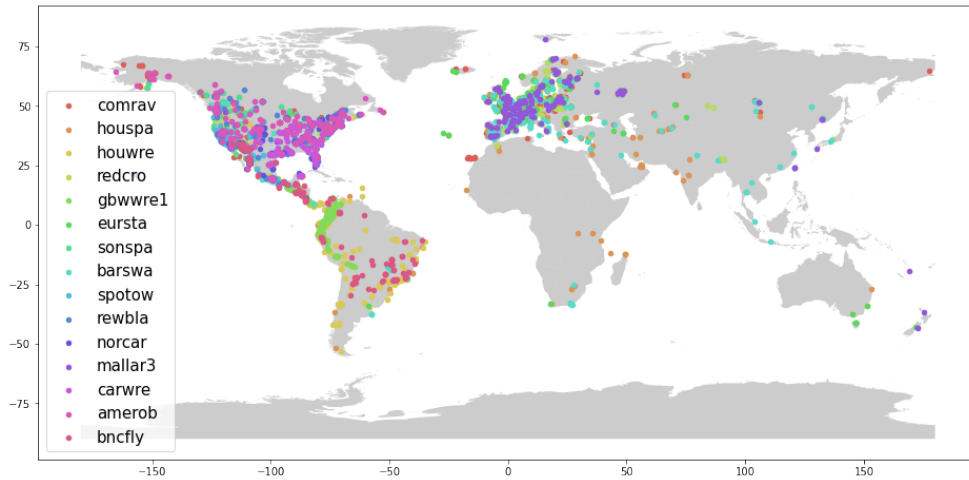 75
50
25
0
−25
−50
−75
comrav
houspa
houwre
redcro
gbwwre1
eursta
sonspa
barswa
spotow
rewbla
norcar
mallar3
carwre
amerob
bncfly
−150
−100
−50
0
50
100
150